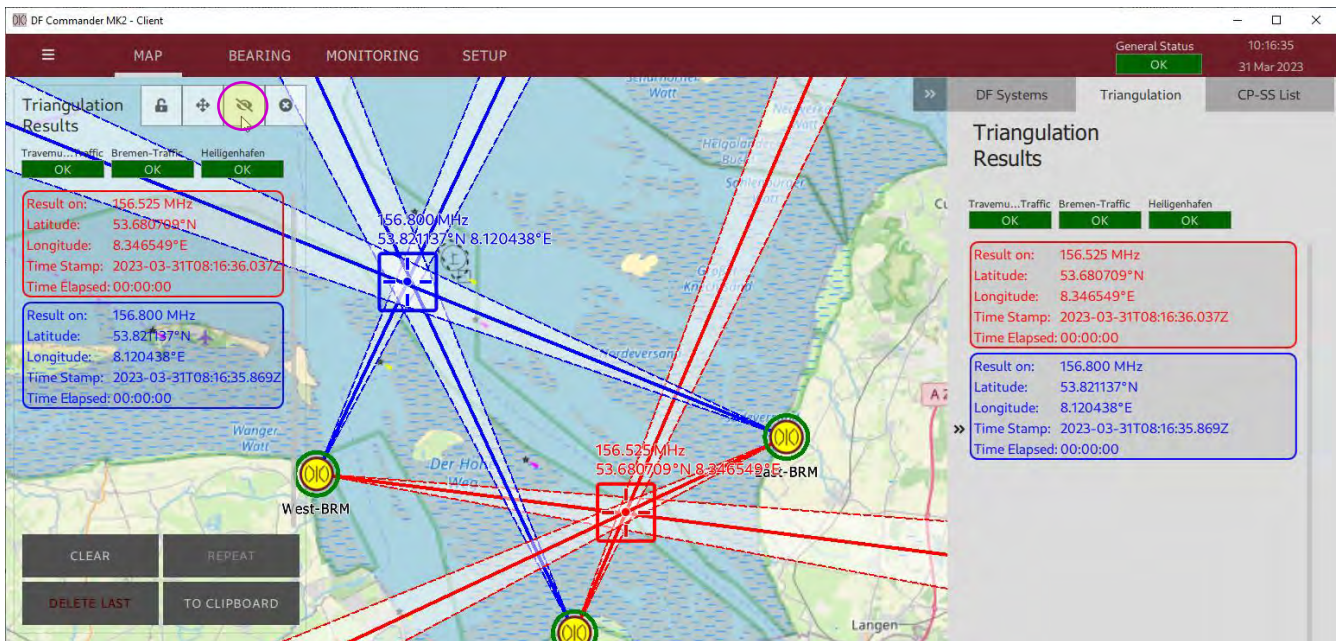 DF Commander MK2 - Client
MAP
BEARING
MONITORING
SETUP
General Status
OK
10:16:35
31 Mar 2023
Triangulation
Results
Travemu...Traffic
Bremen-Traffic
Heiligenhafen
OK
OK
OK
Result on: 156.525 MHz
Latitude: 53.680709°N
Longitude: 8.346549°E
Time Stamp: 2023-03-31T08:16:36.037Z
Time Elapsed: 00:00:00
Result on: 156.800 MHz
Latitude: 53.821137°N
Longitude: 8.120438°E
Time Stamp: 2023-03-31T08:16:35.869Z
Time Elapsed: 00:00:00
CLEAR
REPEAT
DELETE LAST
TO CLIPBOARD
Watt
156.800 MHz
53.821137°N 8.120438°E
Wanger
Watt
West-BRM
156.525 MHz
53.680709°N 8.346549°E
East-BRM
Langen
DF Systems
Triangulation
CP-SS List
Triangulation
Results
Travemu...Traffic
Bremen-Traffic
Heiligenhafen
OK
OK
OK
Result on: 156.525 MHz
Latitude: 53.680709°N
Longitude: 8.346549°E
Time Stamp: 2023-03-31T08:16:36.037Z
Time Elapsed: 00:00:00
Result on: 156.800 MHz
Latitude: 53.821137°N
Longitude: 8.120438°E
Time Stamp: 2023-03-31T08:16:35.869Z
Time Elapsed: 00:00:00